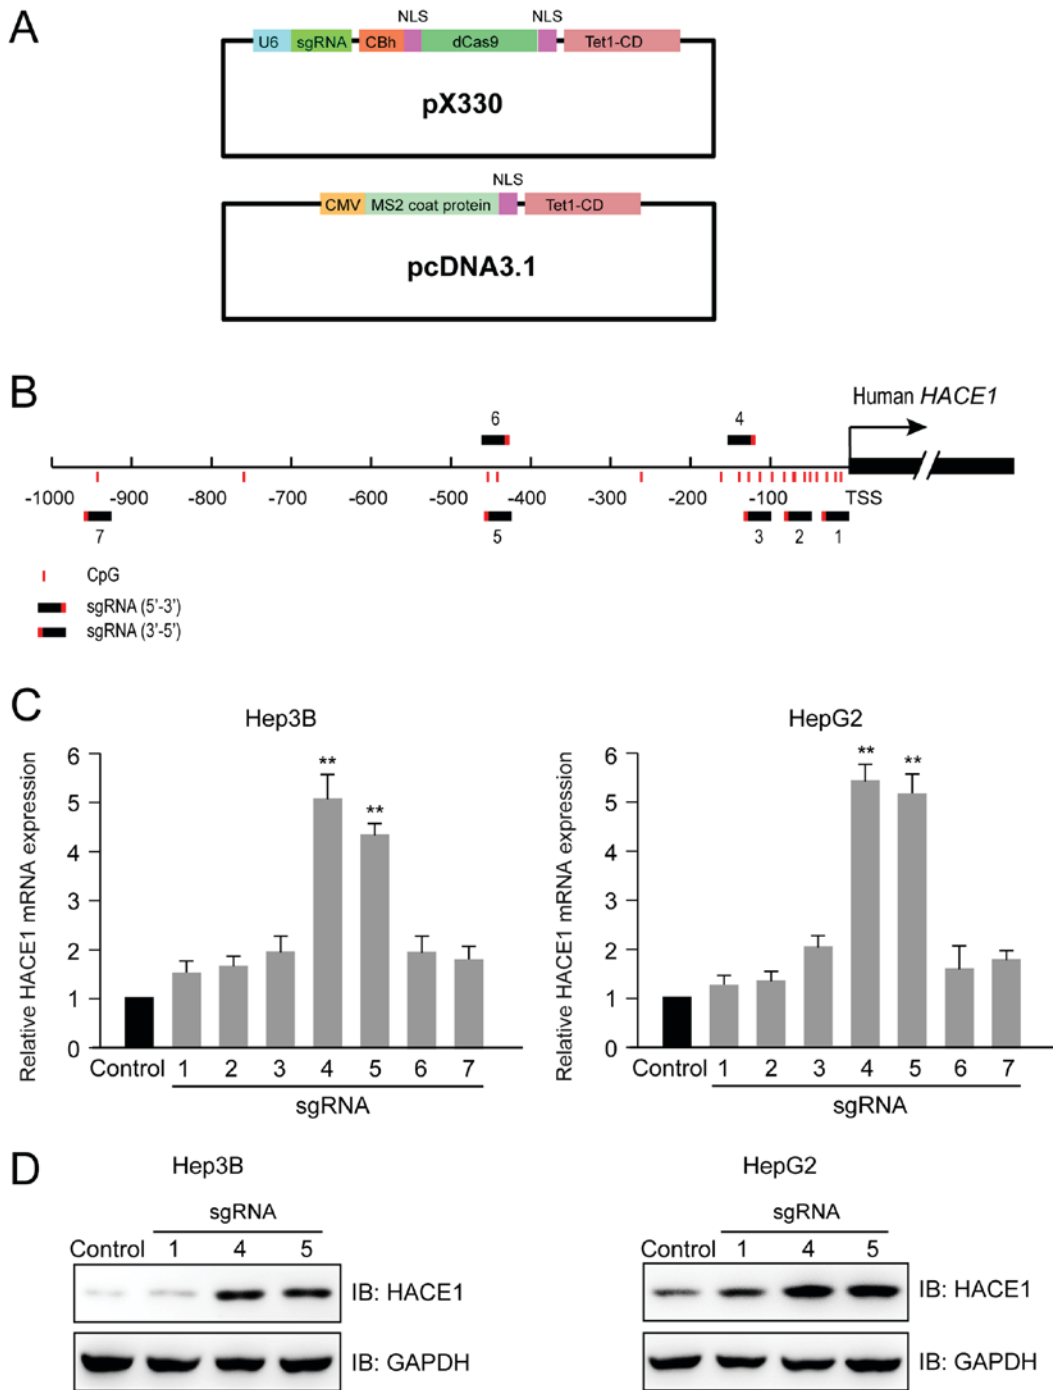 A
NLS NLS
U6 sgRNA CBh dCas9 Tet1-CD
pX330
NLS
CMV MS2 coat protein Tet1-CD
pcDNA3.1
B
Human HACE1
6 4
-1000 -900 -800 -700 -600 -500 -400 -300 -200 -100 TSS
7 5 3 2 1
CpG
sgRNA (5'-3')
sgRNA (3'-5')
C
Hep3B
Relative HACE1 mRNA expression
6
5
4
3
2
1
0
** **
Control 1 2 3 4 5 6 7
sgRNA
HepG2
Relative HACE1 mRNA expression
6
5
4
3
2
1
0
** **
Control 1 2 3 4 5 6 7
sgRNA
D
Hep3B
sgRNA
Control 1 4 5
IB: HACE1
IB: GAPDH
HepG2
sgRNA
Control 1 4 5
IB: HACE1
IB: GAPDH